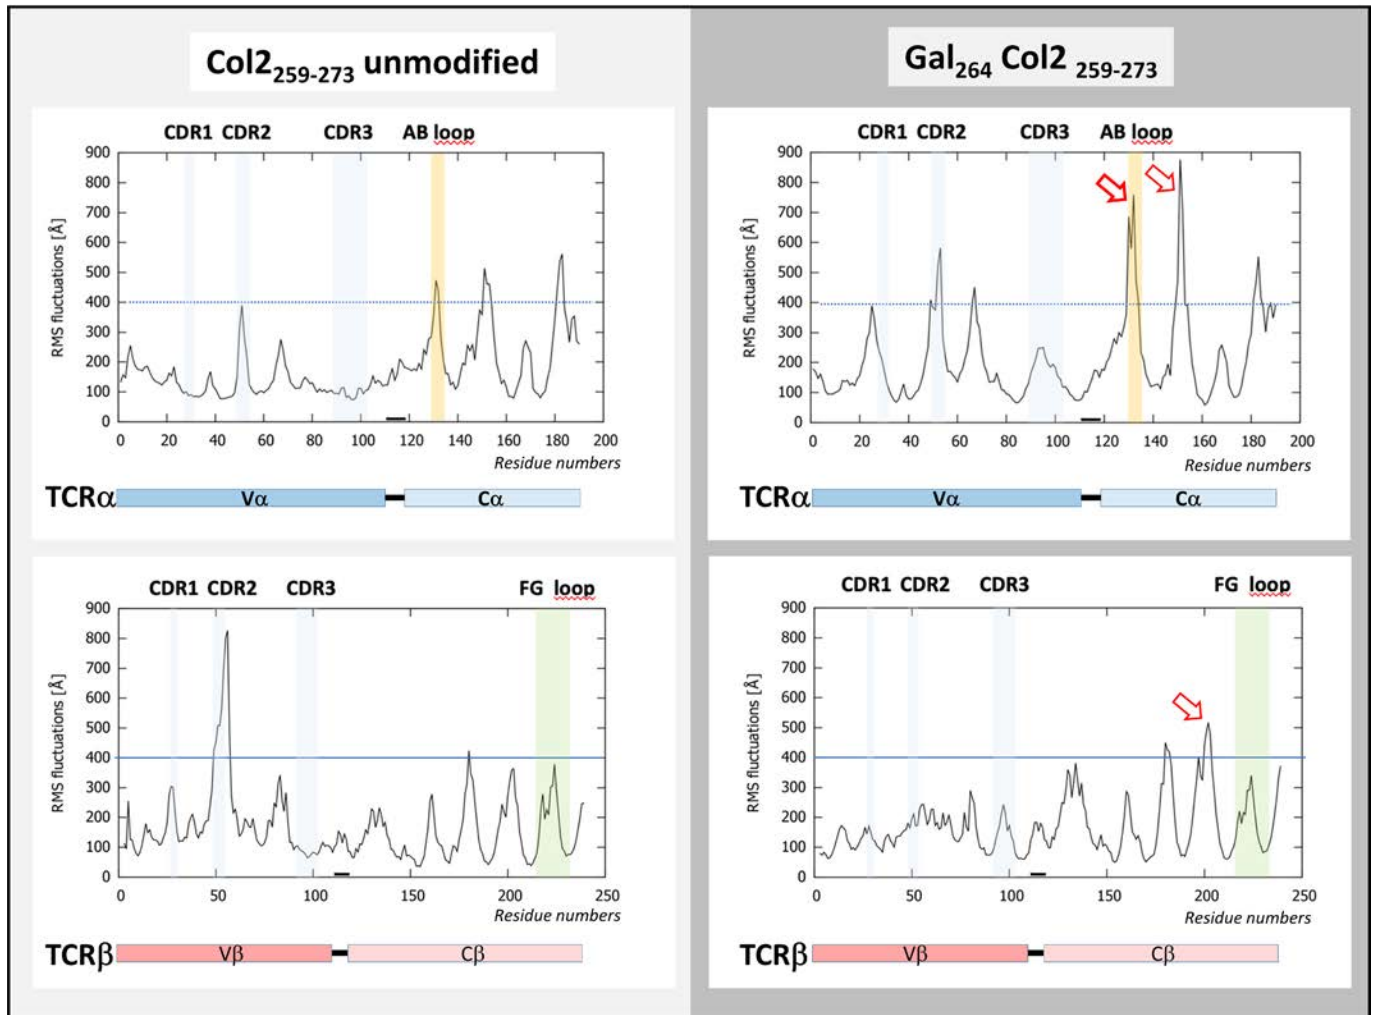 Col2259-273 unmodified
Gal264 Col2 259-273
CDR1 CDR2 CDR3 AB loop
900
800
700
600
500
400
300
200
100
0
RMS fluctuations [Å]
0 20 40 60 80 100 120 140 160 180 200
Residue numbers
TCRα Vα Cα
CDR1 CDR2 CDR3 AB loop
900
800
700
600
500
400
300
200
100
0
RMS fluctuations [Å]
0 20 40 60 80 100 120 140 160 180 200
Residue numbers
TCRα Vα Cα
CDR1 CDR2 CDR3 FG loop
900
800
700
600
500
400
300
200
100
0
RMS fluctuations [Å]
0 50 100 150 200 250
Residue numbers
TCRβ Vβ Cβ
CDR1 CDR2 CDR3 FG loop
900
800
700
600
500
400
300
200
100
0
RMS fluctuations [Å]
0 50 100 150 200 250
Residue numbers
TCRβ Vβ Cβ